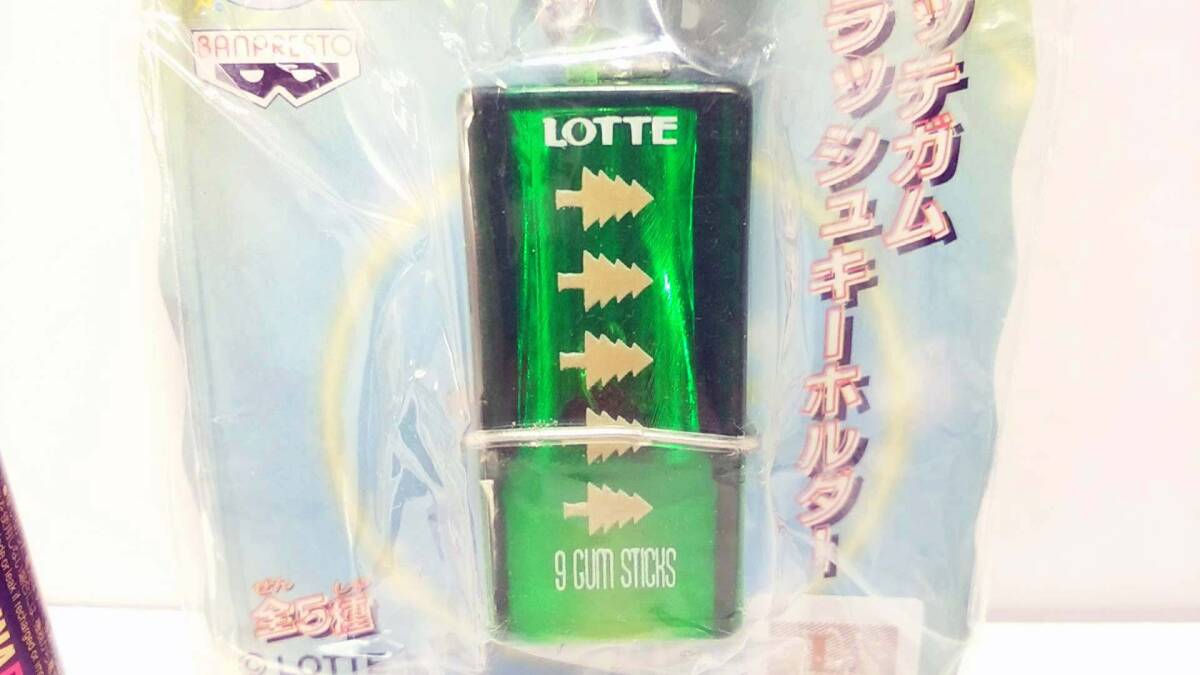 BANPRESTO
ッテガム
ラッシュキーホルダー
LOTTE
9 GUM STICKS
ぜん しゅ
全5種
© LOTTE